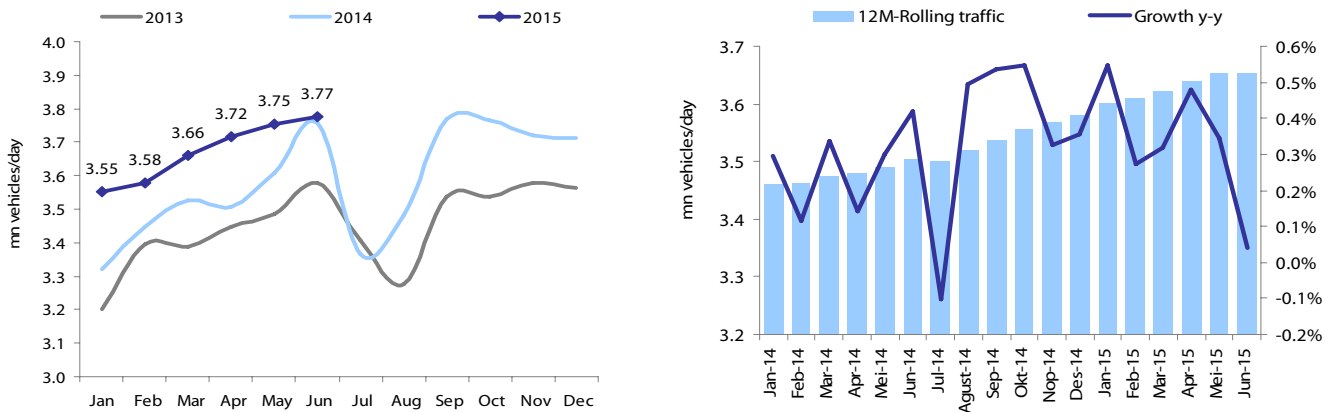 2013 2014 2015
mn vehicles/day
4.0
3.9
3.8
3.7
3.6
3.5
3.4
3.3
3.2
3.1
3.0
3.55 3.58 3.66 3.72 3.75 3.77
Jan Feb Mar Apr May Jun Jul Aug Sep Oct Nov Dec
12M-Rolling traffic Growth y-y
mn vehicles/day
3.7
3.6
3.5
3.4
3.3
3.2
0.6%
0.5%
0.4%
0.3%
0.2%
0.1%
0.0%
-0.1%
-0.2%
Jan-14
Feb-14
Mar-14
Apr-14
Mei-14
Jun-14
Jul-14
Agust-14
Sep-14
Okt-14
Nop-14
Des-14
Jan-15
Feb-15
Mar-15
Apr-15
Mei-15
Jun-15